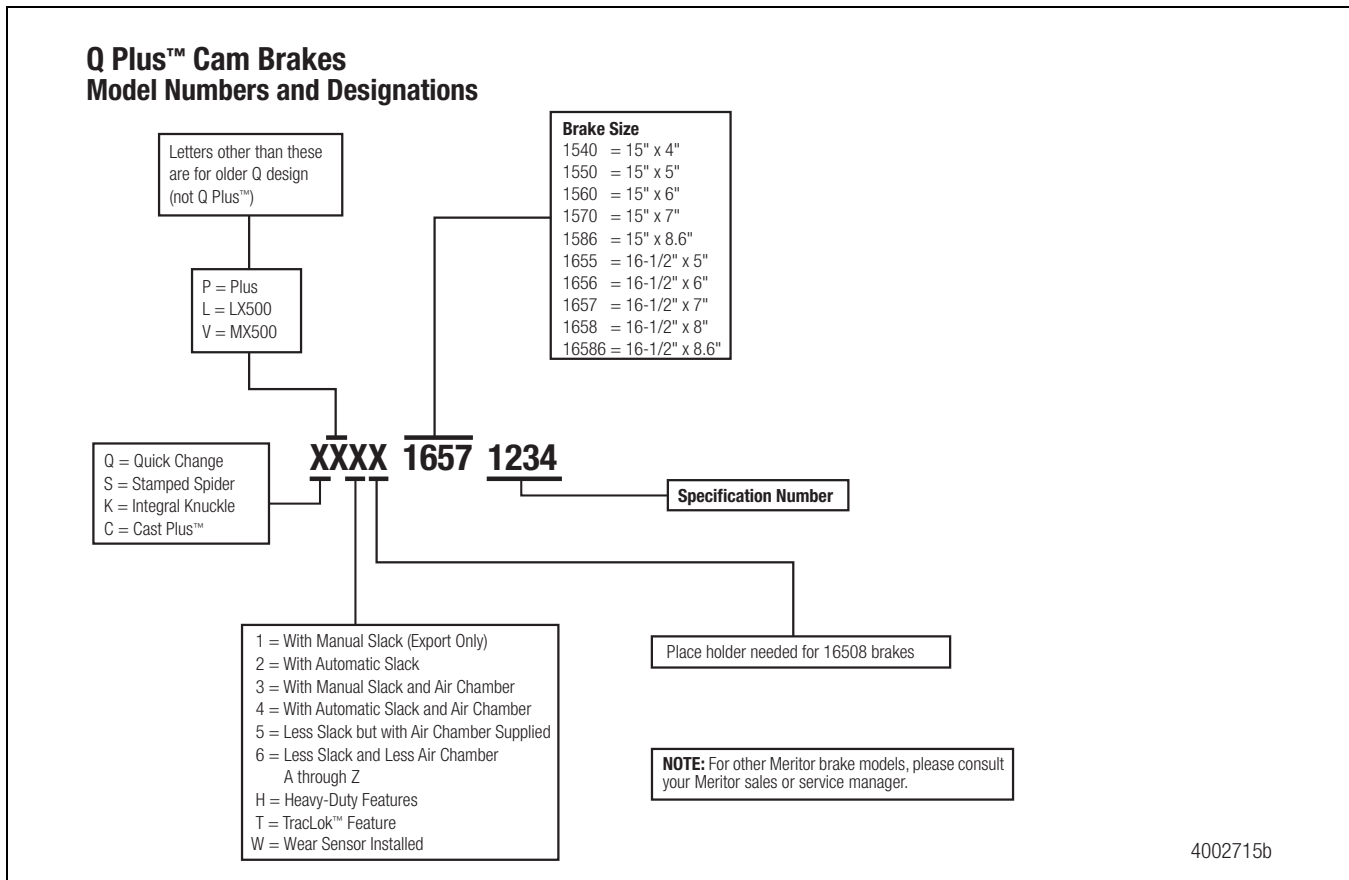 Q Plus™ Cam Brakes
Model Numbers and Designations
Letters other than these
are for older Q design
(not Q Plus™)
P = Plus
L = LX500
V = MX500
Brake Size
1540 = 15" x 4"
1550 = 15" x 5"
1560 = 15" x 6"
1570 = 15" x 7"
1586 = 15" x 8.6"
1655 = 16-1/2" x 5"
1656 = 16-1/2" x 6"
1657 = 16-1/2" x 7"
1658 = 16-1/2" x 8"
16586 = 16-1/2" x 8.6"
XXXX 1657 1234
Q = Quick Change
S = Stamped Spider
K = Integral Knuckle
C = Cast Plus™
Specification Number
1 = With Manual Slack (Export Only)
2 = With Automatic Slack
3 = With Manual Slack and Air Chamber
4 = With Automatic Slack and Air Chamber
5 = Less Slack but with Air Chamber Supplied
6 = Less Slack and Less Air Chamber
A through Z
H = Heavy-Duty Features
T = TracLok™ Feature
W = Wear Sensor Installed
Place holder needed for 16508 brakes
NOTE: For other Meritor brake models, please consult
your Meritor sales or service manager.
4002715b